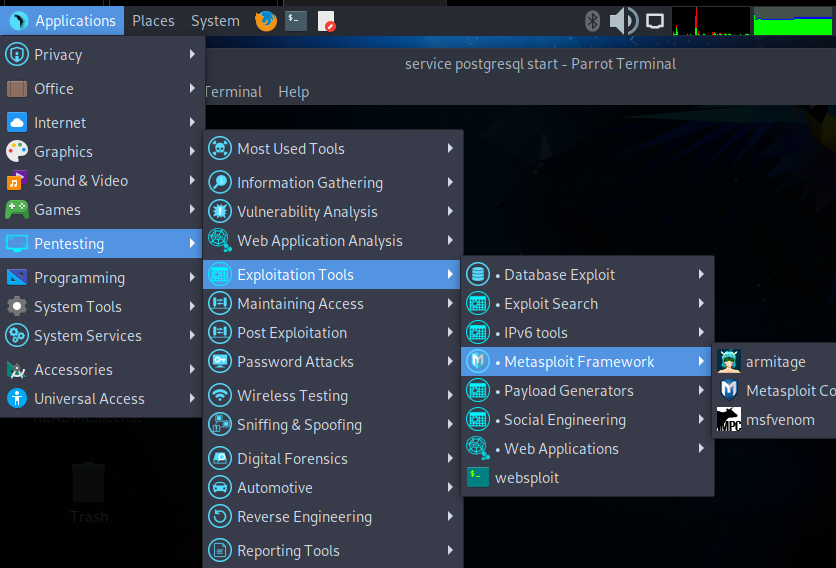 Applications Places System
service postgresql start - Parrot Terminal
Terminal Help
Privacy
Office
Internet
Graphics
Sound & Video
Games
Pentesting
Programming
System Tools
System Services
Accessories
Universal Access
Most Used Tools
Information Gathering
Vulnerability Analysis
Web Application Analysis
Exploitation Tools
Maintaining Access
Post Exploitation
Password Attacks
Wireless Testing
Sniffing & Spoofing
Digital Forensics
Automotive
Reverse Engineering
Reporting Tools
• Database Exploit
• Exploit Search
• IPv6 tools
• Metasploit Framework
• Payload Generators
• Social Engineering
• Web Applications
websploit
armitage
Metasploit Co
msfvenom
README.license
Trash